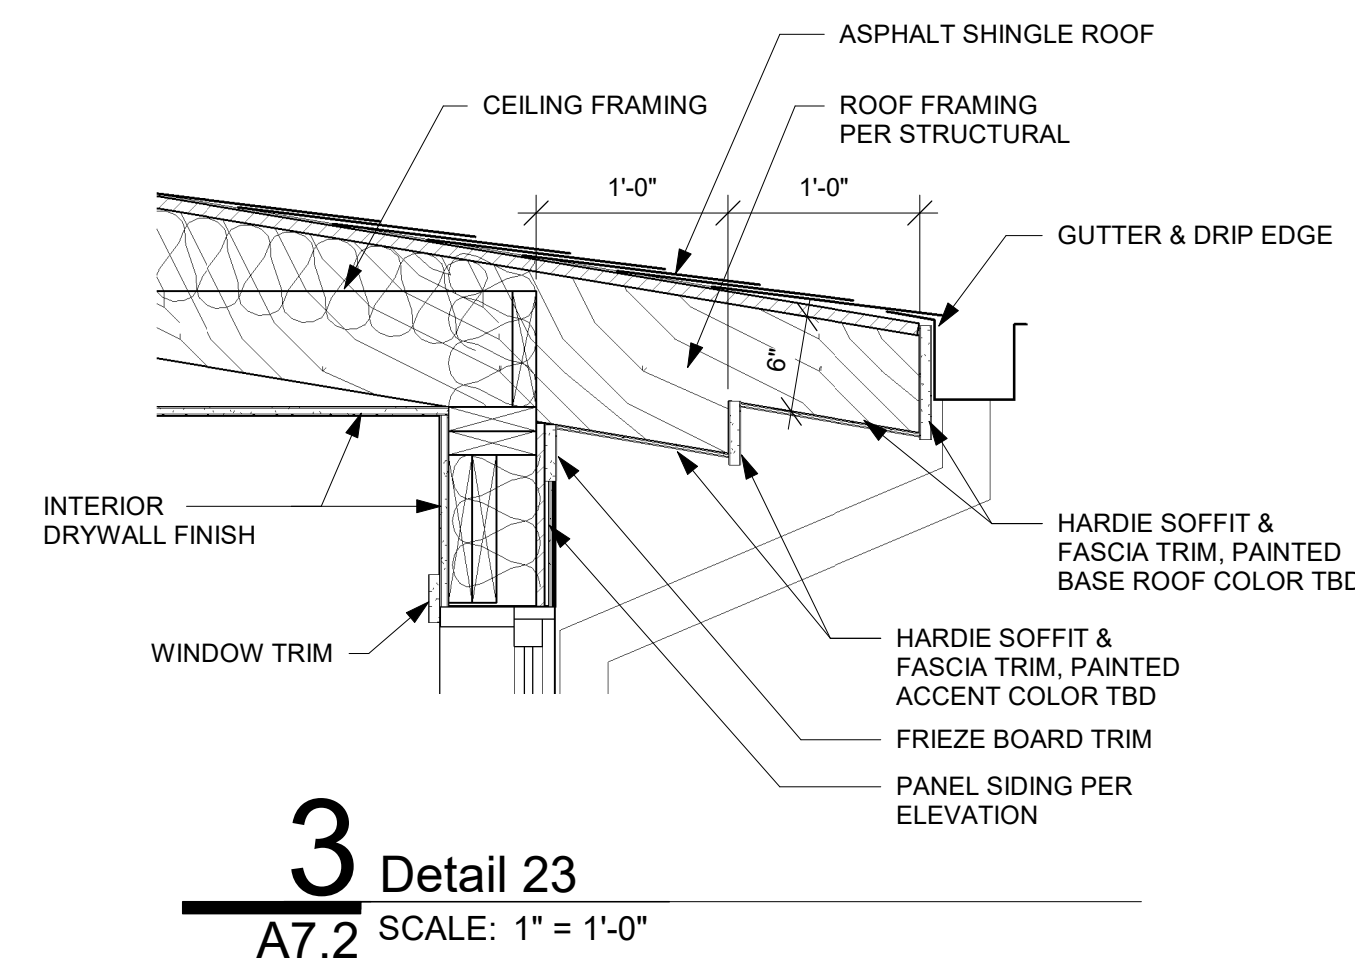 ASPHALT SHINGLE ROOF
CEILING FRAMING
ROOF FRAMING
PER STRUCTURAL
1'-0"
1'-0"
GUTTER & DRIP EDGE
6"
INTERIOR
DRYWALL FINISH
HARDIE SOFFIT &
FASCIA TRIM, PAINTED
BASE ROOF COLOR TBD
WINDOW TRIM
HARDIE SOFFIT &
FASCIA TRIM, PAINTED
ACCENT COLOR TBD
FRIEZE BOARD TRIM
PANEL SIDING PER
ELEVATION
3
Detail 23
A7.2
SCALE: 1" = 1'-0"